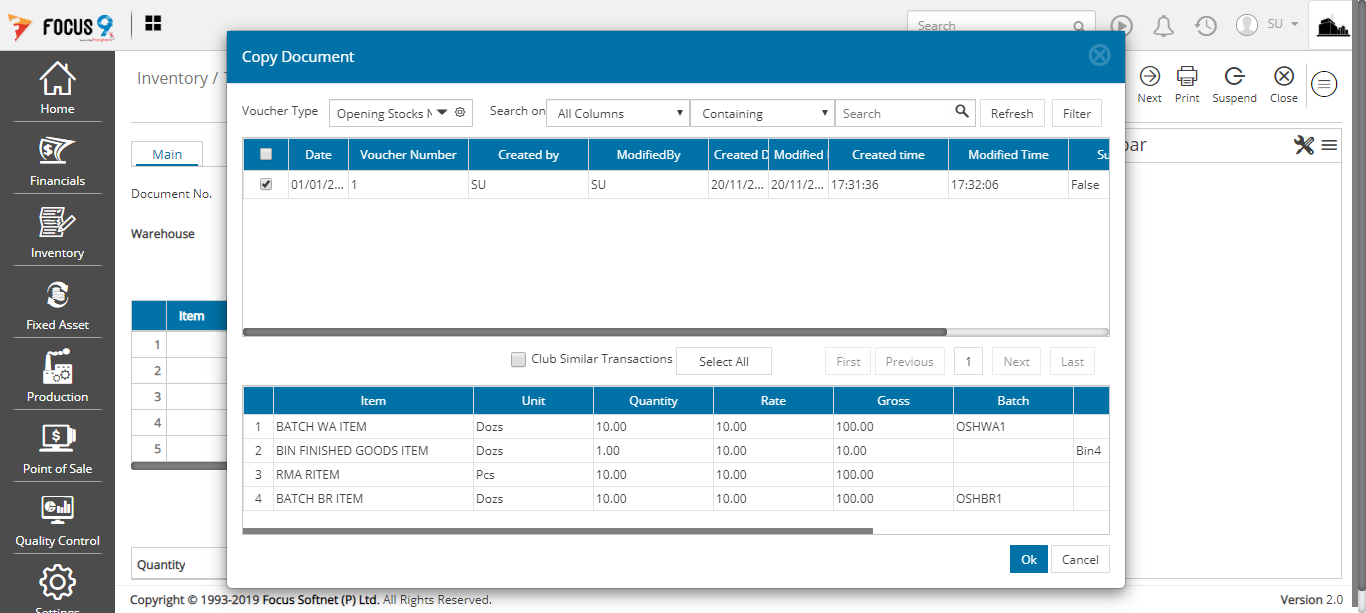 FOCUS 9
Search
SU
Home
Financials
Inventory
Fixed Asset
Production
Point of Sale
Quality Control
Settings
Inventory /
Next Print Suspend Close
Main
Document No.
Warehouse
Item
1
2
3
4
5
Quantity
bar
Copy Document
Voucher Type Opening Stocks N Search on All Columns Containing Search Refresh Filter
Date Voucher Number Created by ModifiedBy Created D Modified Created time Modified Time Su
01/01/2... 1 SU SU 20/11/2... 20/11/2... 17:31:36 17:32:06 False
Club Similar Transactions Select All First Previous 1 Next Last
Item Unit Quantity Rate Gross Batch
1 BATCH WA ITEM Dozs 10.00 10.00 100.00 OSHWA1
2 BIN FINISHED GOODS ITEM Dozs 1.00 10.00 10.00 Bin4
3 RMA RITEM Pcs 10.00 10.00 100.00
4 BATCH BR ITEM Dozs 10.00 10.00 100.00 OSHBR1
Ok Cancel
Copyright © 1993-2019 Focus Softnet (P) Ltd. All Rights Reserved. Version 2.0